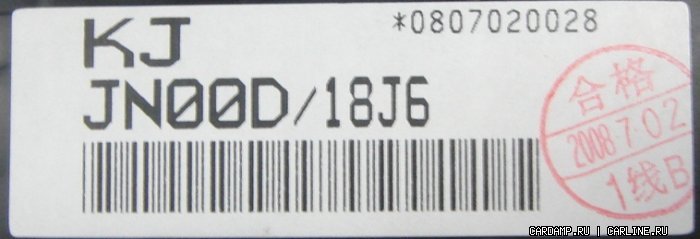 KJ
*0807020028
JN00D/18J6
合格
2008 7.02
1线B
CARDAMP.RU | CARLINE.RU